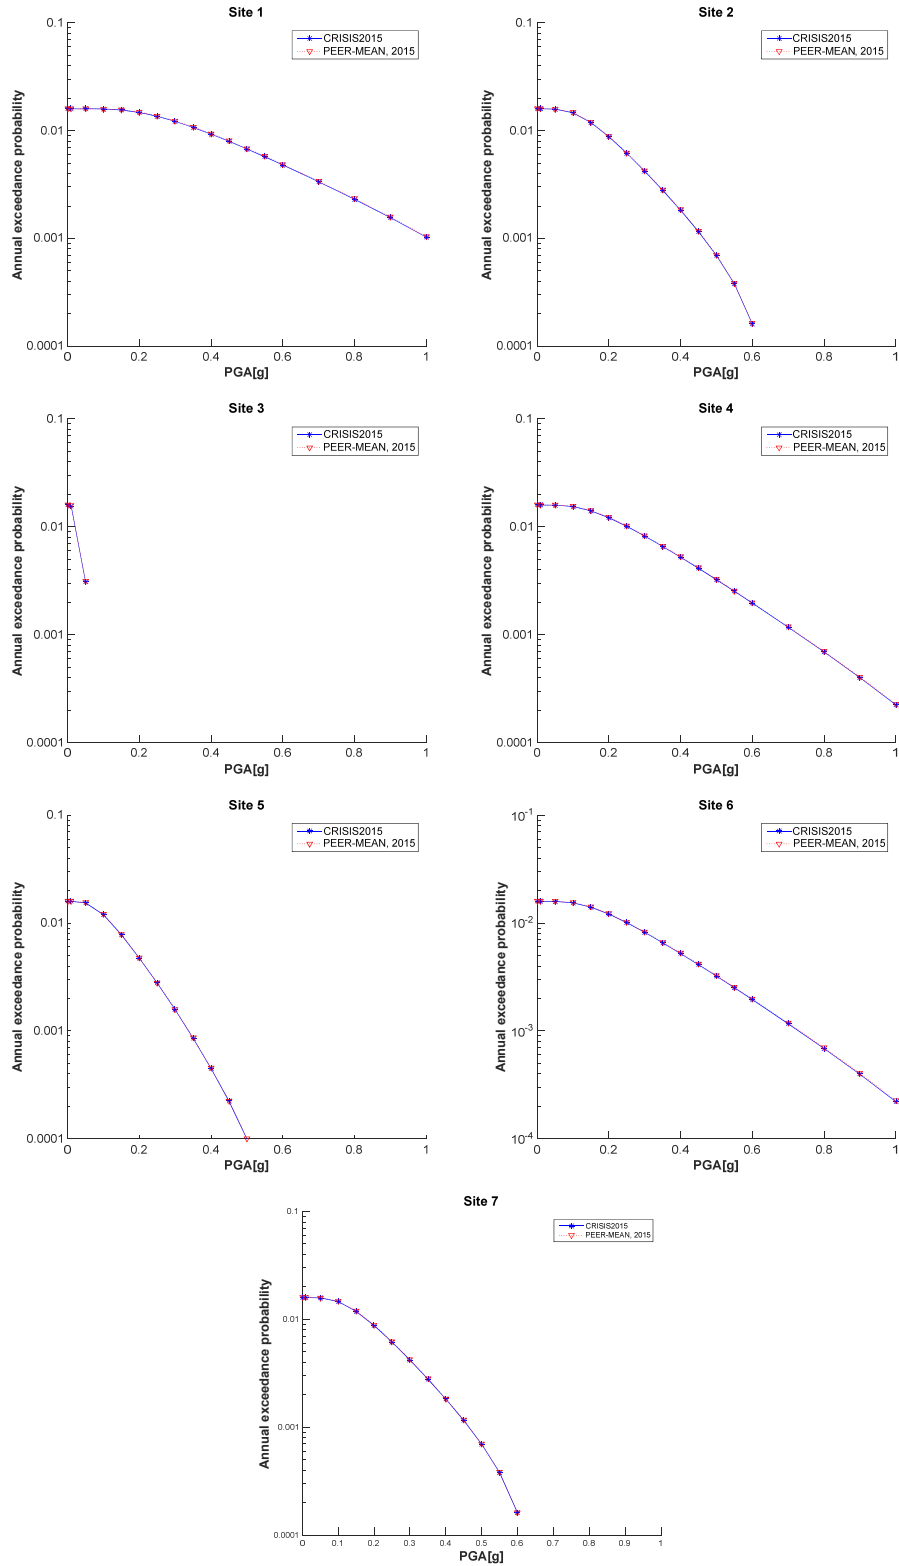 Site 1
CRISIS2015
PEER-MEAN, 2015
Annual exceedance probability
0.1
0.01
0.001
0.0001
0 0.2 0.4 0.6 0.8 1
PGA[g]
Site 2
CRISIS2015
PEER-MEAN, 2015
Annual exceedance probability
0.1
0.01
0.001
0.0001
0 0.2 0.4 0.6 0.8 1
PGA[g]
Site 3
CRISIS2015
PEER-MEAN, 2015
Annual exceedance probability
0.1
0.01
0.001
0.0001
0 0.2 0.4 0.6 0.8 1
PGA[g]
Site 4
CRISIS2015
PEER-MEAN, 2015
Annual exceedance probability
0.1
0.01
0.001
0.0001
0 0.2 0.4 0.6 0.8 1
PGA[g]
Site 5
CRISIS2015
PEER-MEAN, 2015
Annual exceedance probability
0.1
0.01
0.001
0.0001
0 0.2 0.4 0.6 0.8 1
PGA[g]
Site 6
CRISIS2015
PEER-MEAN, 2015
Annual exceedance probability
10⁻¹
10⁻²
10⁻³
10⁻⁴
0 0.2 0.4 0.6 0.8 1
PGA[g]
Site 7
CRISIS2015
PEER-MEAN, 2015
Annual exceedance probability
0.1
0.01
0.001
0.0001
0 0.1 0.2 0.3 0.4 0.5 0.6 0.7 0.8 0.9 1
PGA[g]